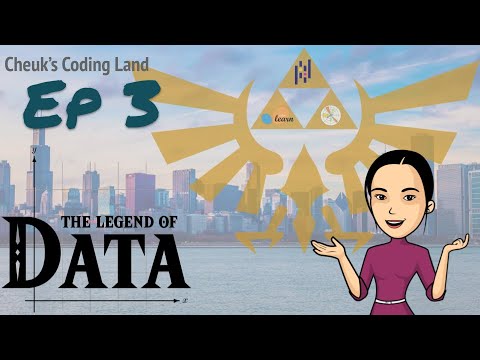 Cheuk's Coding Land
Ep 3
learn
y
THE LEGEND OF
DATA
x